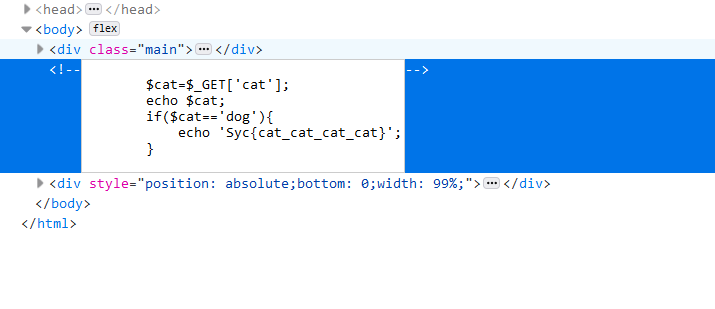 <head> ••• </head>
<body> flex
<div class="main"> ••• </div>
<!--
$cat=$_GET['cat'];
echo $cat;
if($cat=='dog'){
echo 'Syc{cat_cat_cat_cat}';
}
-->
<div style="position: absolute;bottom: 0;width: 99%;"> ••• </div>
</body>
</html>